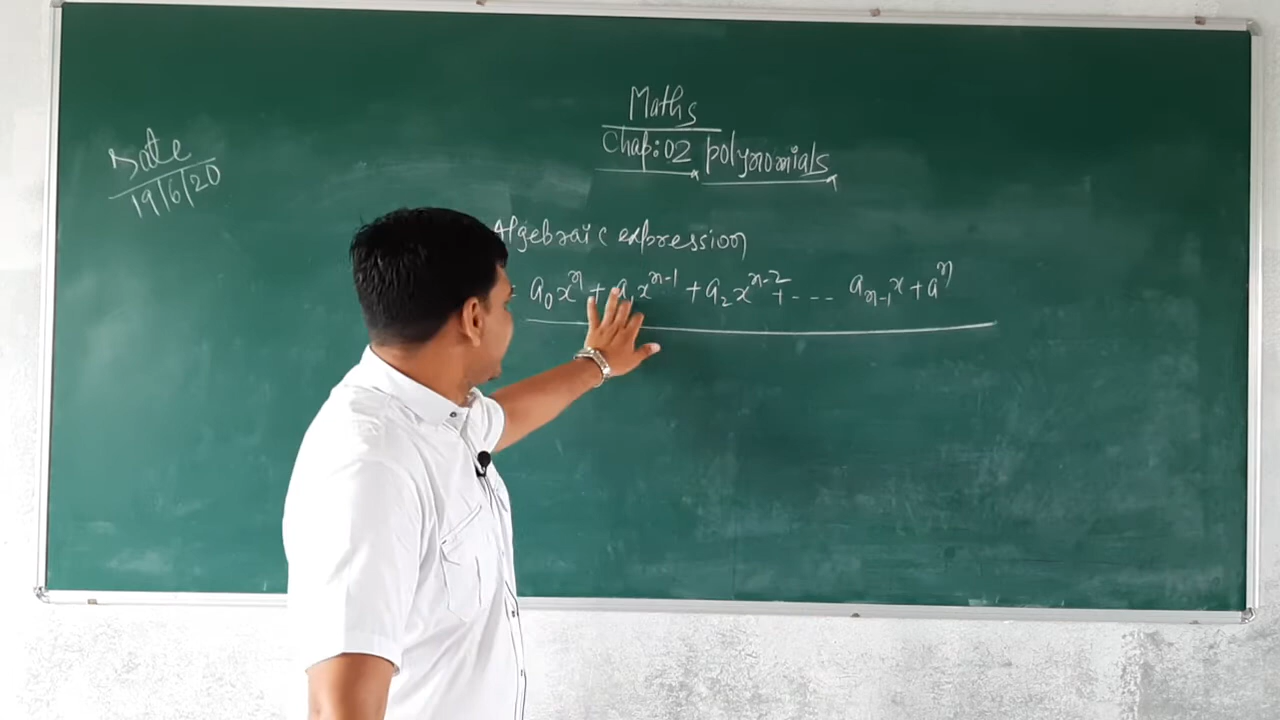 Maths
Chap:02 polynomials
Date
19/6/20
Algebraic expression
a₀xⁿ + a₁xⁿ⁻¹ + a₂xⁿ⁻² + - - - - aₙ₋₁x + aⁿ